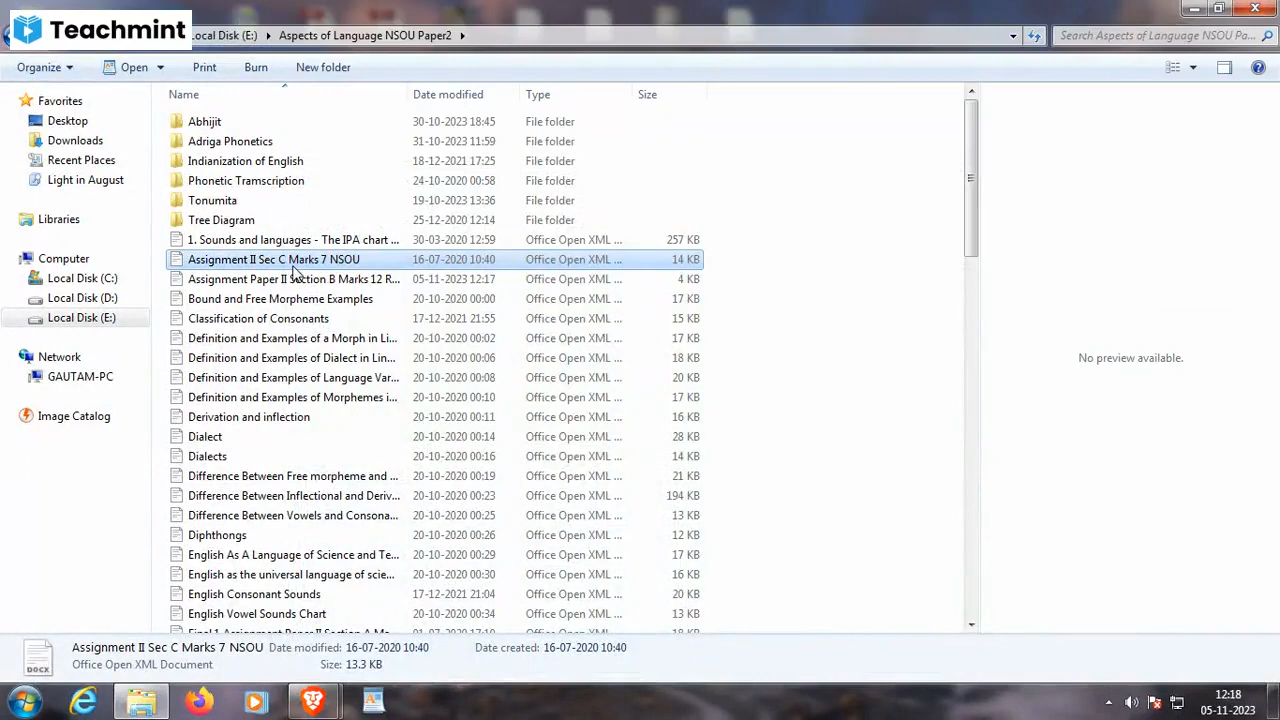 Teachmint
Local Disk (E:) Aspects of Language NSOU Paper2
Search Aspects of Language NSOU Pa...
Organize Open Print Burn New folder
Name Date modified Type Size
Favorites
Desktop
Downloads
Recent Places
Light in August
Libraries
Computer
Local Disk (C:)
Local Disk (D:)
Local Disk (E:)
Network
GAUTAM-PC
Image Catalog
Abhijit 30-10-2023 18:45 File folder
Adriga Phonetics 31-10-2023 11:59 File folder
Indianization of English 18-12-2021 17:25 File folder
Phonetic Transcription 24-10-2020 00:58 File folder
Tonumita 19-10-2023 13:36 File folder
Tree Diagram 25-12-2020 12:14 File folder
1. Sounds and languages - The IPA chart ... 30-03-2020 12:59 Office Open XML ... 257 KB
Assignment II Sec C Marks 7 NSOU 16-07-2020 10:40 Office Open XML ... 14 KB
Assignment Paper II Section B Marks 12 R... 05-11-2023 12:17 Office Open XML ... 4 KB
Bound and Free Morpheme Examples 20-10-2020 00:00 Office Open XML ... 17 KB
Classification of Consonants 17-12-2021 21:55 Office Open XML ... 15 KB
Definition and Examples of a Morph in Li... 20-10-2020 00:02 Office Open XML ... 17 KB
Definition and Examples of Dialect in Lin... 20-10-2020 00:06 Office Open XML ... 18 KB
Definition and Examples of Language Var... 20-10-2020 00:08 Office Open XML ... 20 KB
Definition and Examples of Morphemes i... 20-10-2020 00:10 Office Open XML ... 17 KB
Derivation and inflection 20-10-2020 00:11 Office Open XML ... 16 KB
Dialect 20-10-2020 00:14 Office Open XML ... 28 KB
Dialects 20-10-2020 00:16 Office Open XML ... 14 KB
Difference Between Free morpheme and ... 20-10-2020 00:19 Office Open XML ... 21 KB
Difference Between Inflectional and Deriv... 20-10-2020 00:23 Office Open XML ... 194 KB
Difference Between Vowels and Consona... 20-10-2020 00:25 Office Open XML ... 13 KB
Diphthongs 20-10-2020 00:26 Office Open XML ... 12 KB
English As A Language of Science and Te... 20-10-2020 00:29 Office Open XML ... 17 KB
English as the universal language of scie... 20-10-2020 00:30 Office Open XML ... 16 KB
English Consonant Sounds 17-12-2021 21:04 Office Open XML ... 20 KB
English Vowel Sounds Chart 20-10-2020 00:34 Office Open XML ... 13 KB
No preview available.
Assignment II Sec C Marks 7 NSOU Date modified: 16-07-2020 10:40 Date created: 16-07-2020 10:40
Office Open XML Document Size: 13.3 KB
DOCX
12:18
05-11-2023